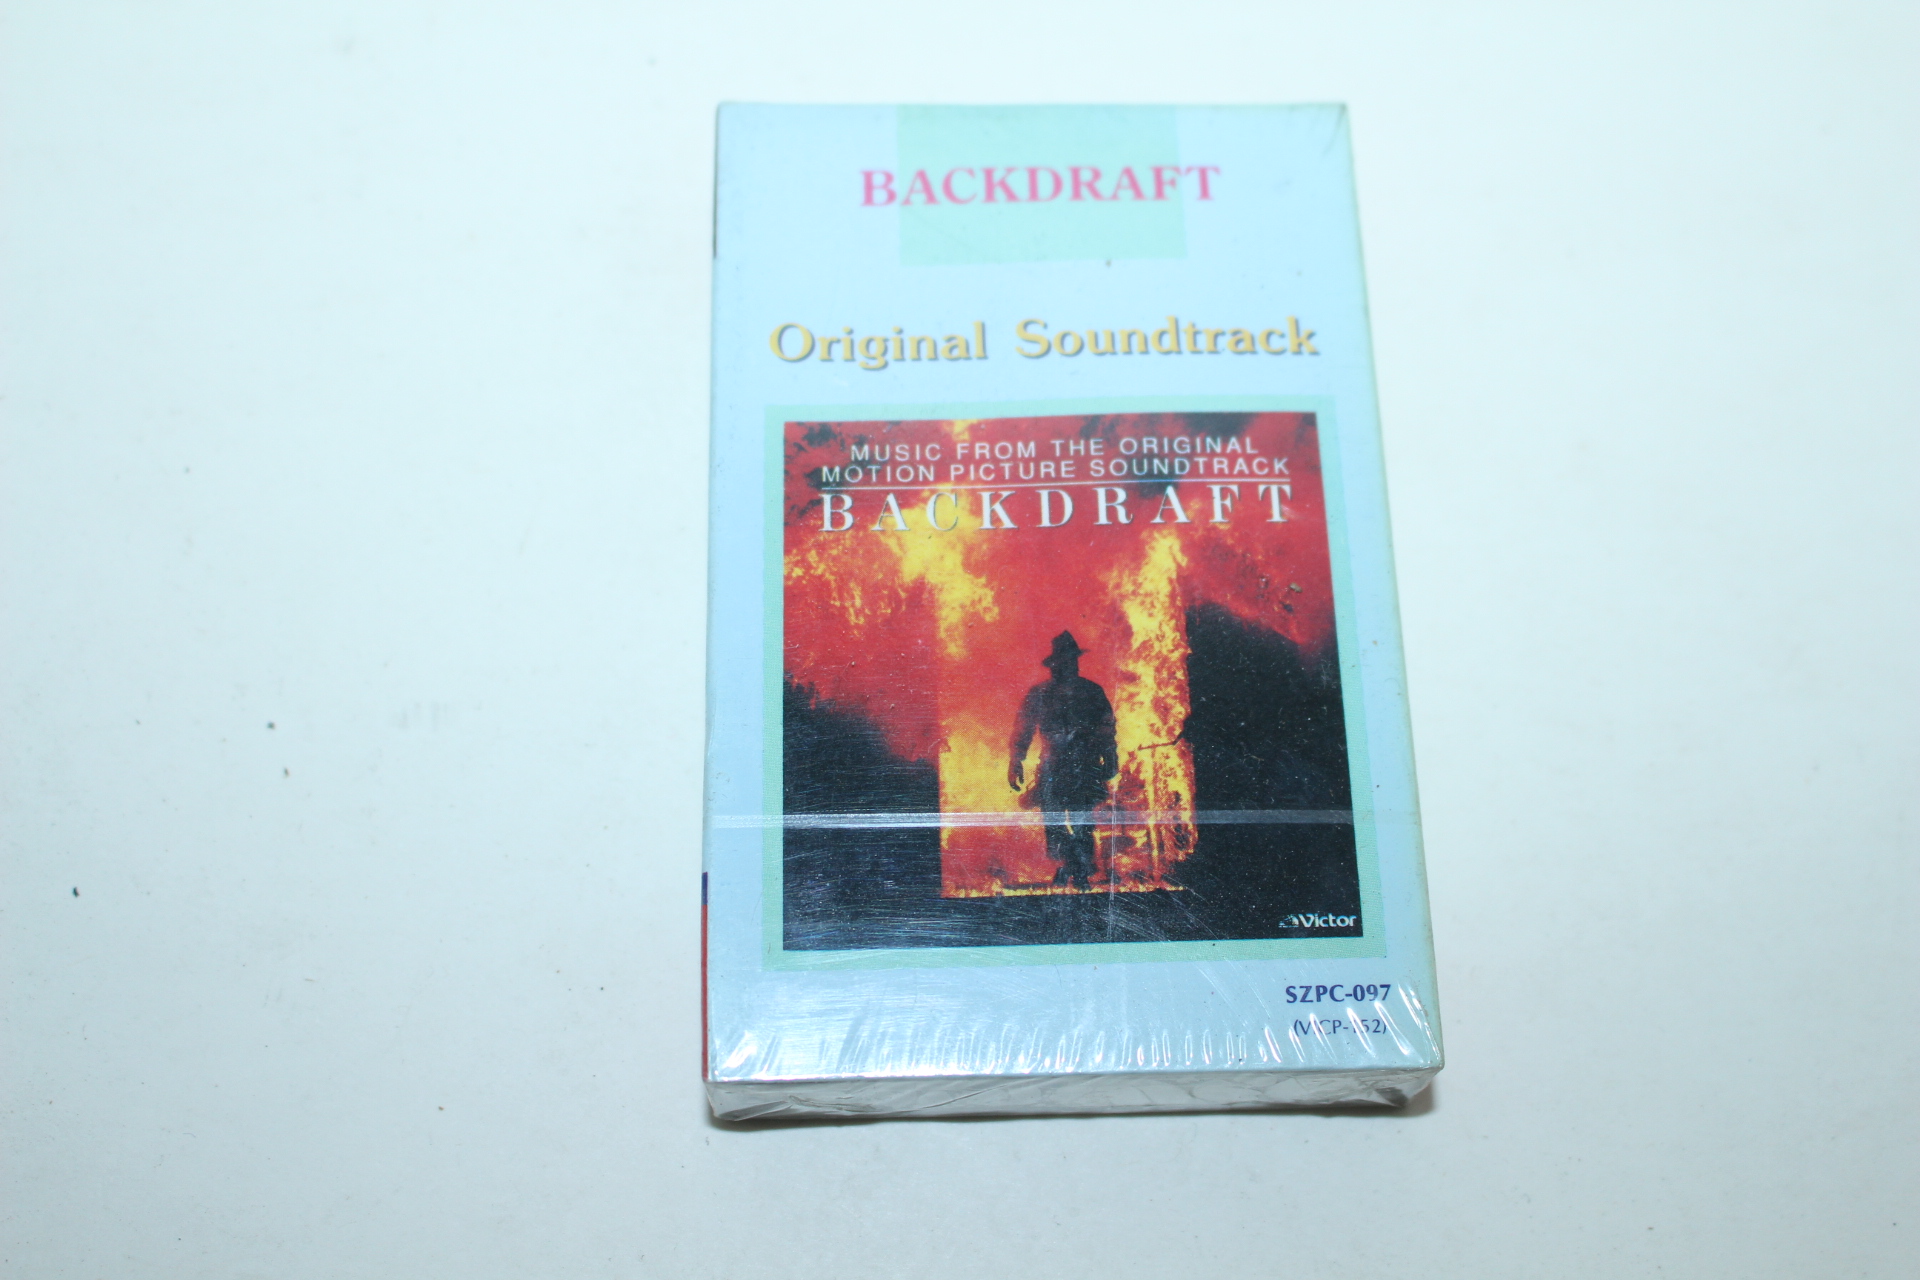 BACKDRAFT
Original Soundtrack
MUSIC FROM THE ORIGINAL
MOTION PICTURE SOUNDTRACK
BACKDRAFT
Victor
SZPC-097